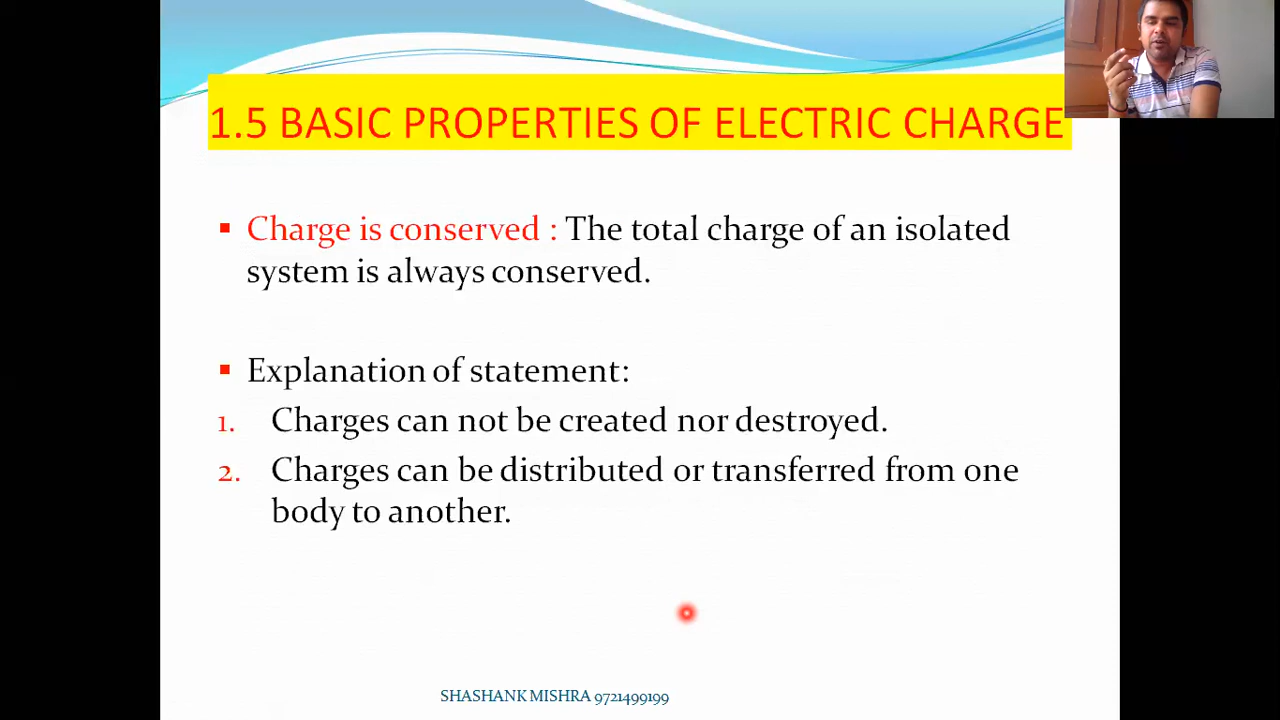 1.5 BASIC PROPERTIES OF ELECTRIC CHARGE
▪ Charge is conserved : The total charge of an isolated
system is always conserved.
▪ Explanation of statement:
1. Charges can not be created nor destroyed.
2. Charges can be distributed or transferred from one
body to another.
SHASHANK MISHRA 9721499199